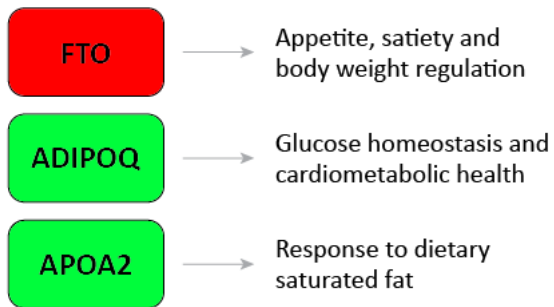 FTO
Appetite, satiety and
body weight regulation
ADIPOQ
Glucose homeostasis and
cardiometabolic health
APOA2
Response to dietary
saturated fat